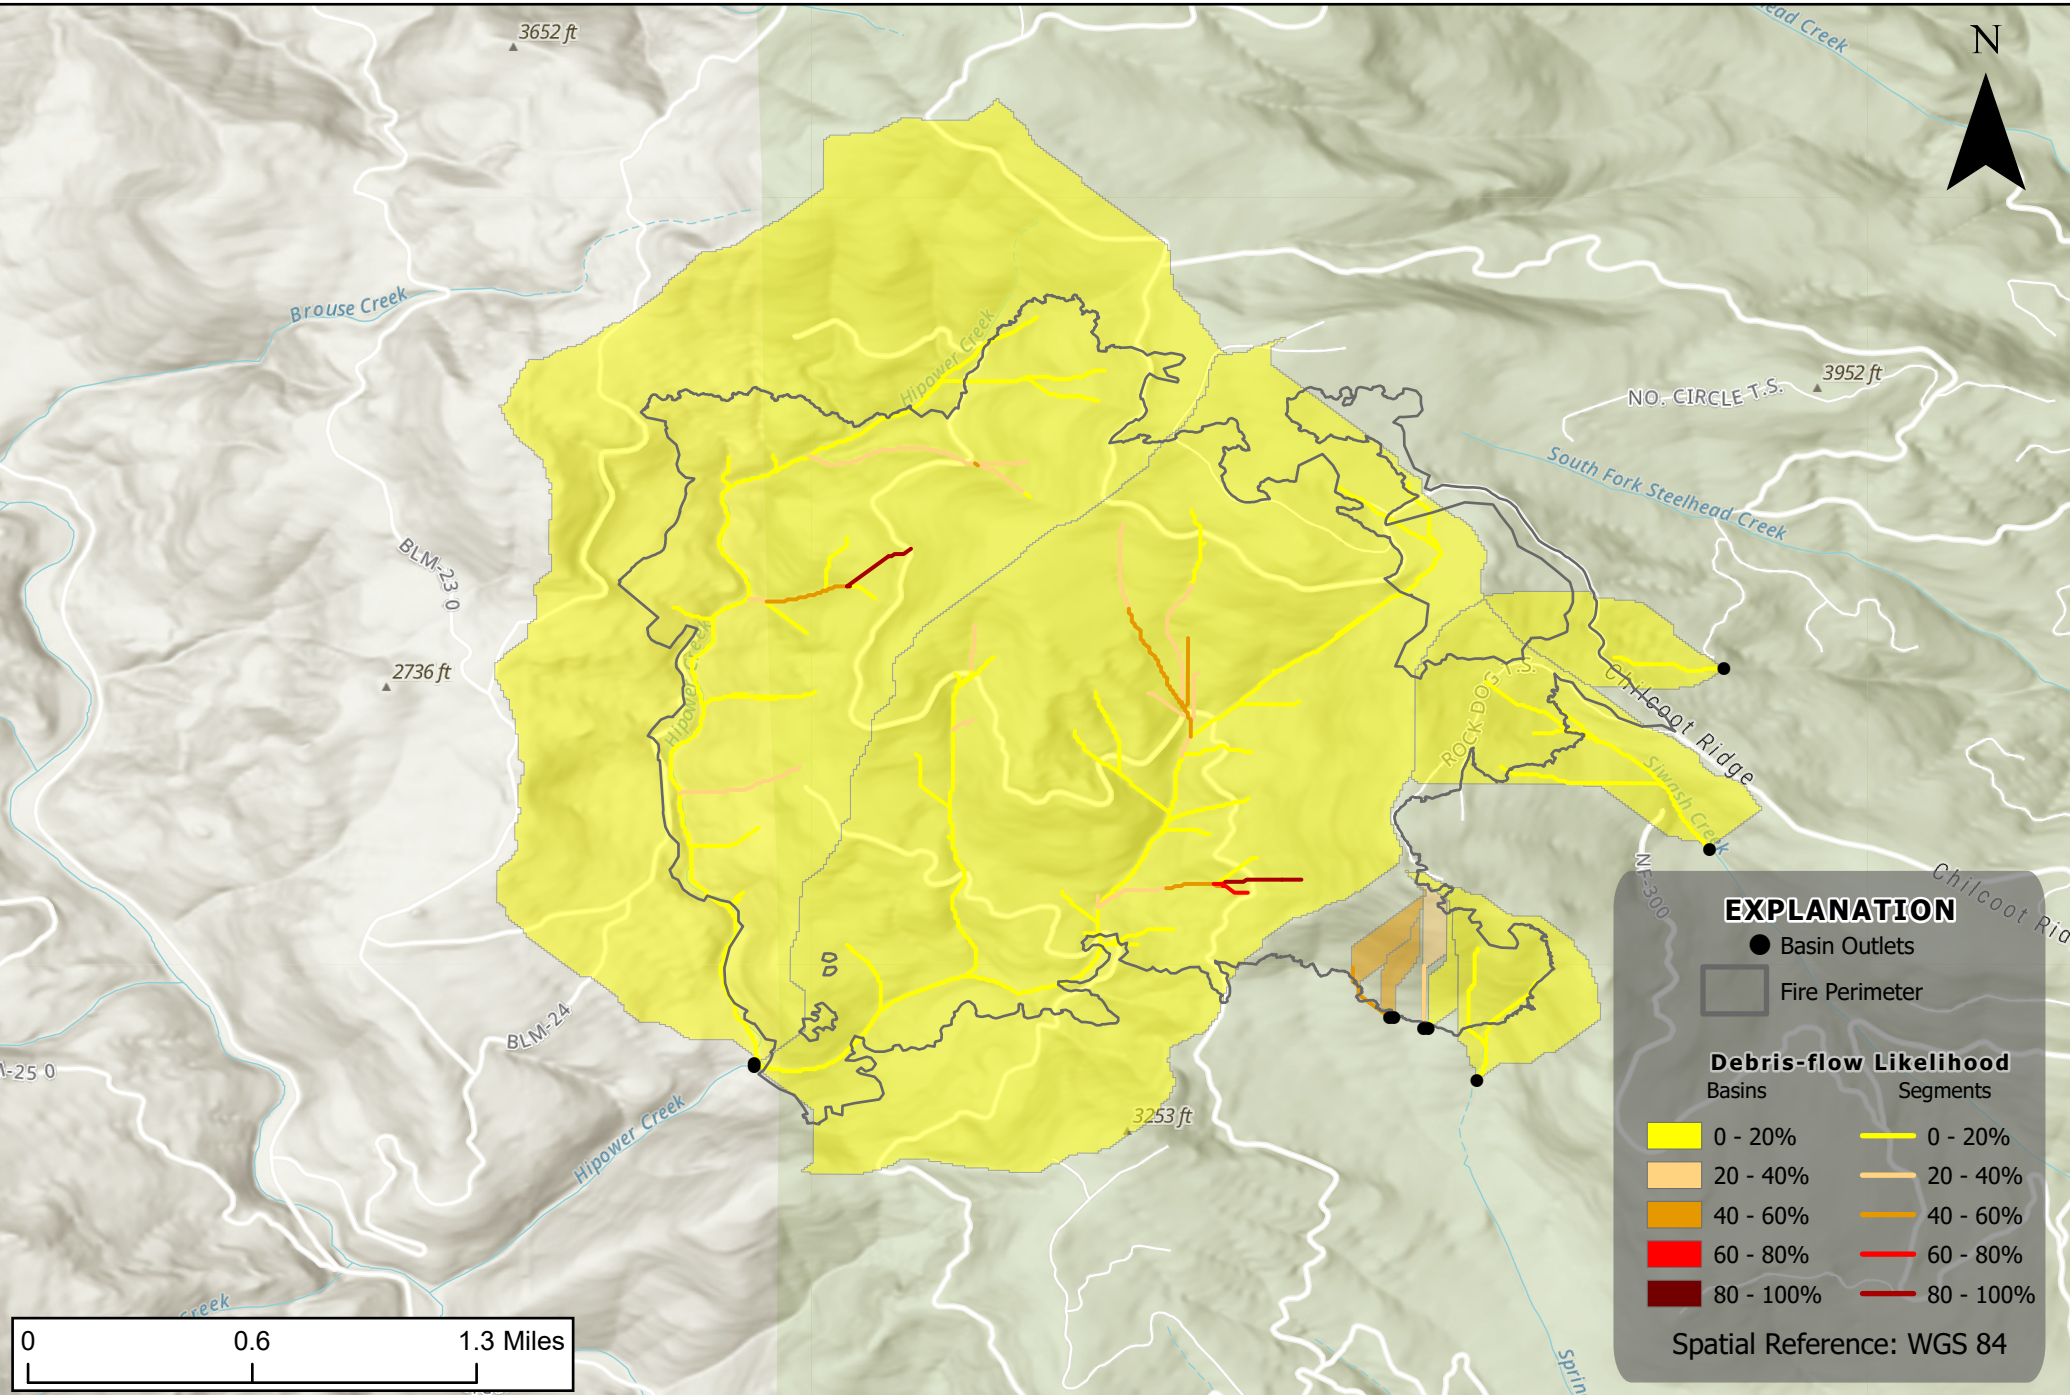 3652 ft
ead Creek
N
Brouse Creek
Hipower Creek
3952 ft
NO. CIRCLE T.S.
South Fork Steelhead Creek
BLM-23 0
2736 ft
Hipower Creek
ROCK DOG T.S.
Chilcoot Ridge
Siwash Creek
NF-300
Chilcoot Rid
BLM-24
-25 0
Hipower Creek
3253 ft
Creek
Sprin
EXPLANATION
Basin Outlets
Fire Perimeter
Debris-flow Likelihood
Basins Segments
0 - 20% 0 - 20%
20 - 40% 20 - 40%
40 - 60% 40 - 60%
60 - 80% 60 - 80%
80 - 100% 80 - 100%
Spatial Reference: WGS 84
0 0.6 1.3 Miles